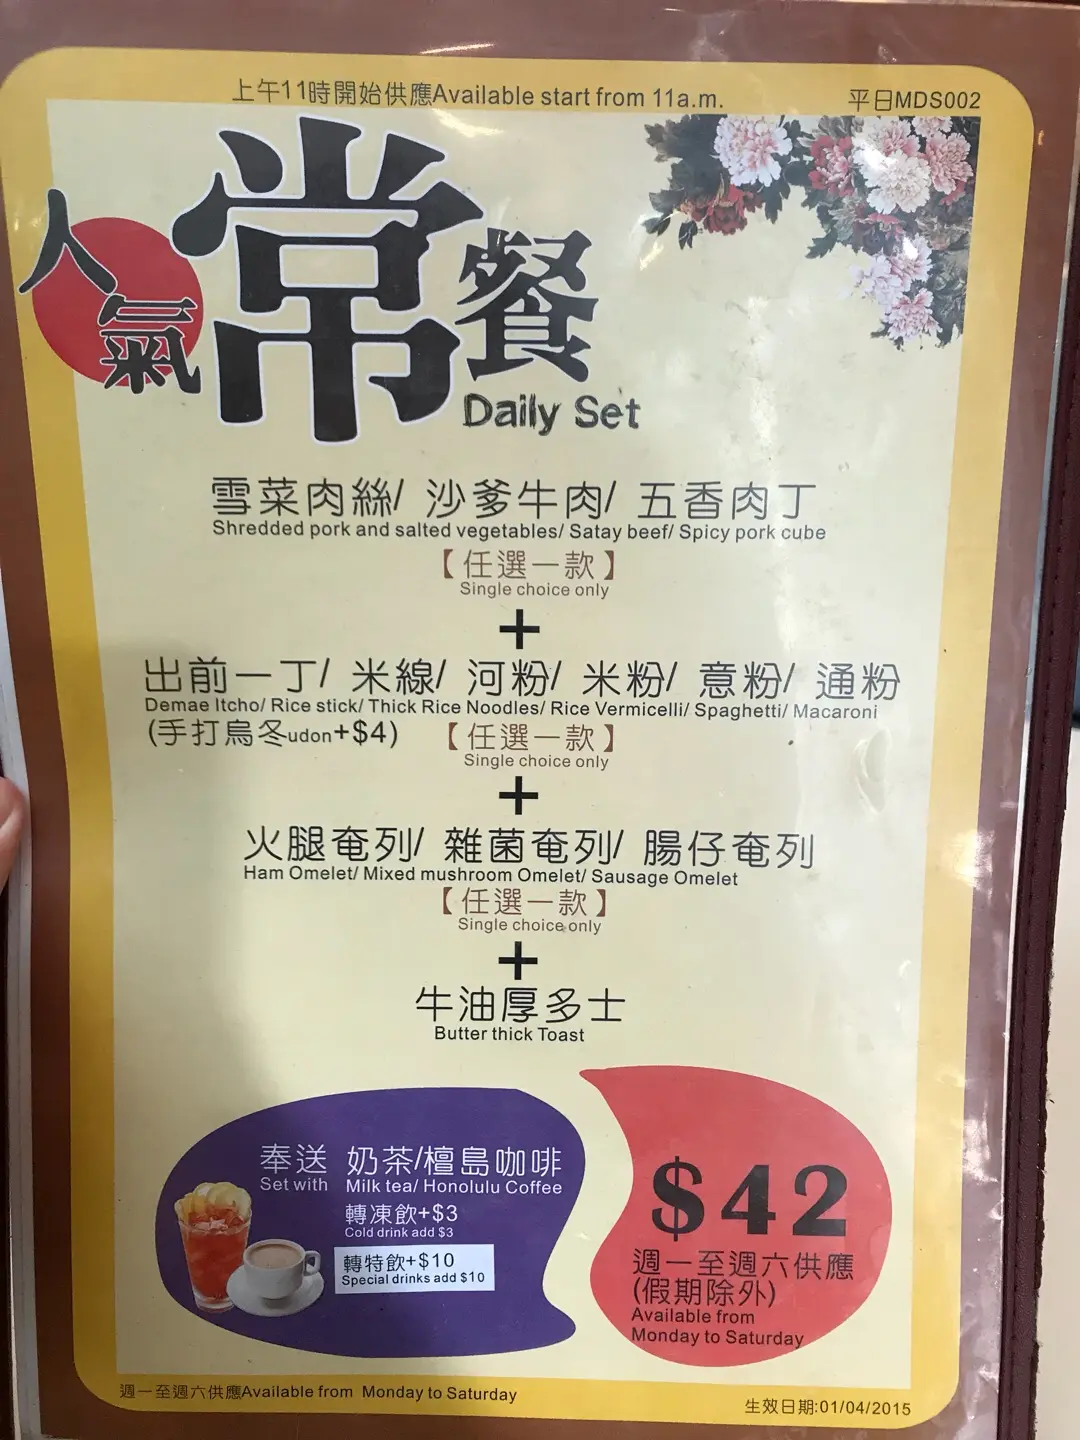 上午11時開始供應Available start from 11a.m.
平日MDS002
人氣
常餐
Daily Set
雪菜肉絲/ 沙爹牛肉/ 五香肉丁
Shredded pork and salted vegetables/ Satay beef/ Spicy pork cube
【任選一款】
Single choice only
+
出前一丁/ 米線/ 河粉/ 米粉/ 意粉/ 通粉
Demae Itcho/ Rice stick/ Thick Rice Noodles/ Rice Vermicelli/ Spaghetti/ Macaroni
(手打烏冬udon+$4) 【任選一款】
Single choice only
+
火腿奄列/ 雜菌奄列/ 腸仔奄列
Ham Omelet/ Mixed mushroom Omelet/ Sausage Omelet
【任選一款】
Single choice only
+
牛油厚多士
Butter thick Toast
奉送 奶茶/檀島咖啡
Set with Milk tea/ Honolulu Coffee
轉凍飲+$3
Cold drink add $3
轉特飲+$10
Special drinks add $10
$42
週一至週六供應
(假期除外)
Available from
Monday to Saturday
週一至週六供應Available from Monday to Saturday
生效日期:01/04/2015